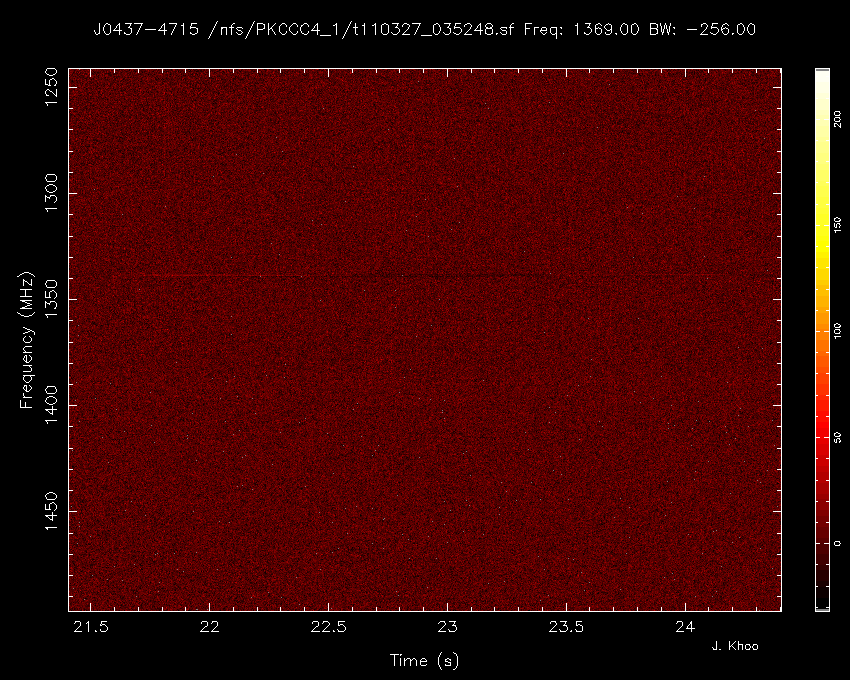 J0437-4715 /nfs/PKCCC4_1/t110327_035248.sf Freq: 1369.00 BW: -256.00
1250
1300
1350
1400
1450
Frequency (MHz)
21.5 22 22.5 23 23.5 24
Time (s)
200
150
100
50
0
J. Khoo